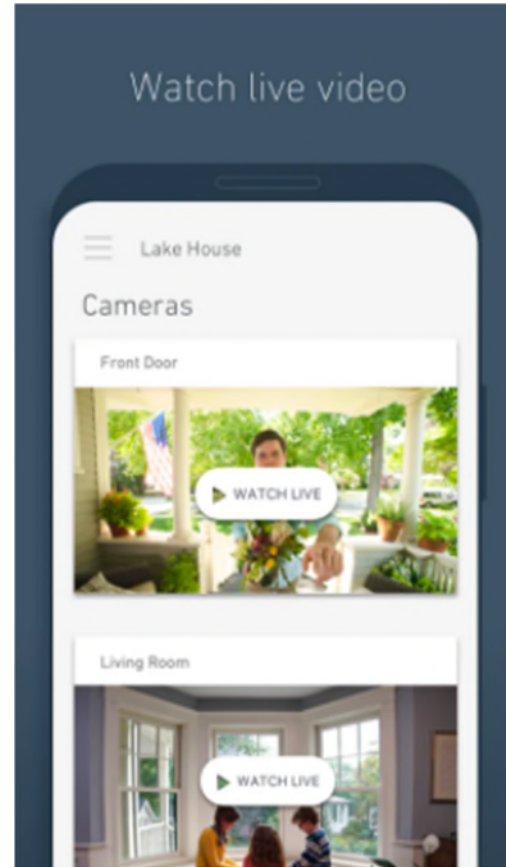 Watch live video
Lake House
Cameras
Front Door
WATCH LIVE
Living Room
WATCH LIVE